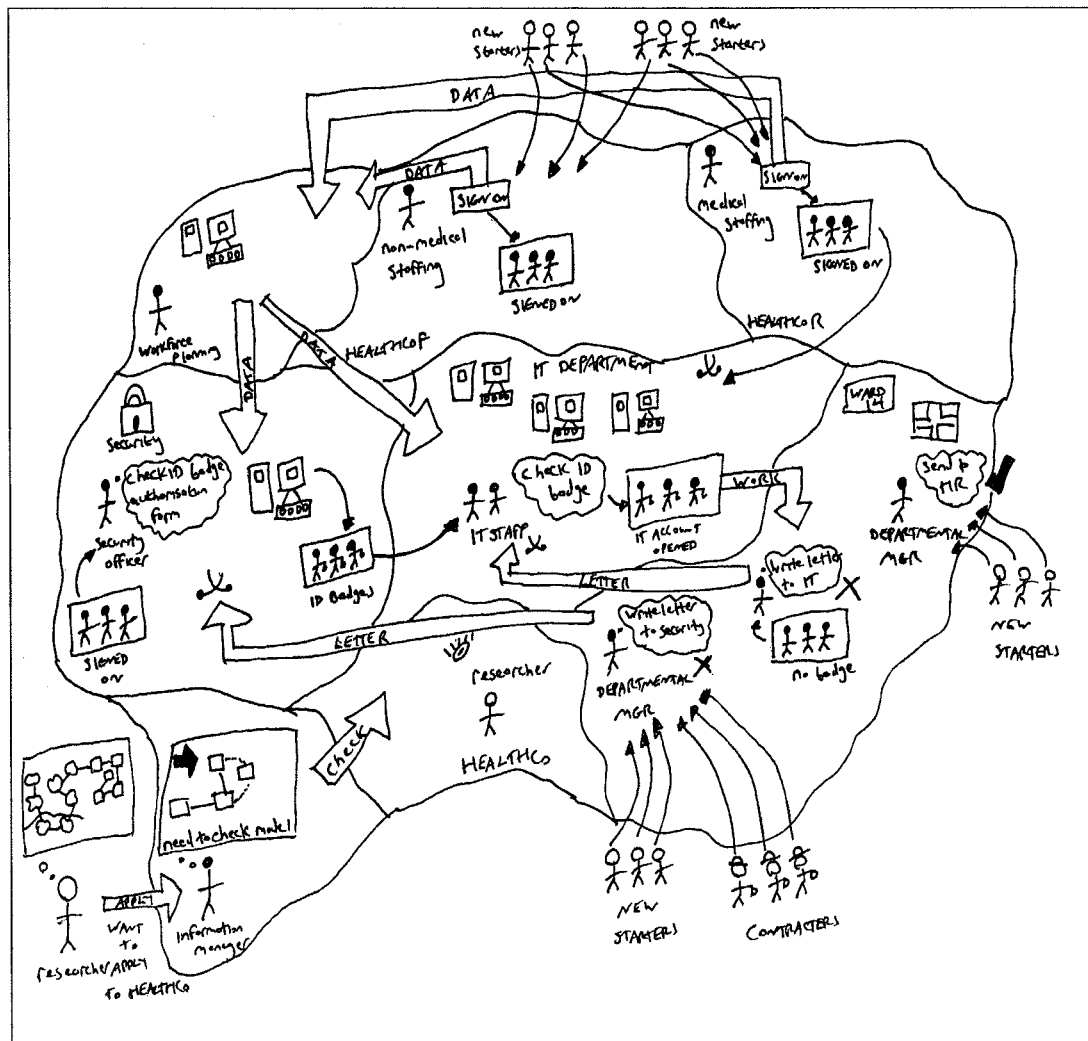 new
starters
new
starters
DATA
DATA
SIGN ON
non-medical
staffing
SIGNED ON
SIGN ON
medical
staffing
SIGNED ON
workforce
planning
DATA
DATA
HEALTHCOF
HEALTHCOR
IT DEPARTMENT
WARD
14
security
check ID badge
authorisation
form
security
officer
SIGNED
ON
ID Badges
check ID
badge
IT STAFF
IT ACCOUNT
OPENED
WORK
send to
HR
DEPARTMENTAL
MGR
NEW
STARTERS
write letter
to IT
no badge
LETTER
LETTER
write letter
to security
DEPARTMENTAL
MGR
researcher
HEALTHCO
check
need to check model
APPLY
WANT
to
APPLY
TO HEALTHCO
researcher
information
manager
NEW
STARTERS
CONTRACTERS